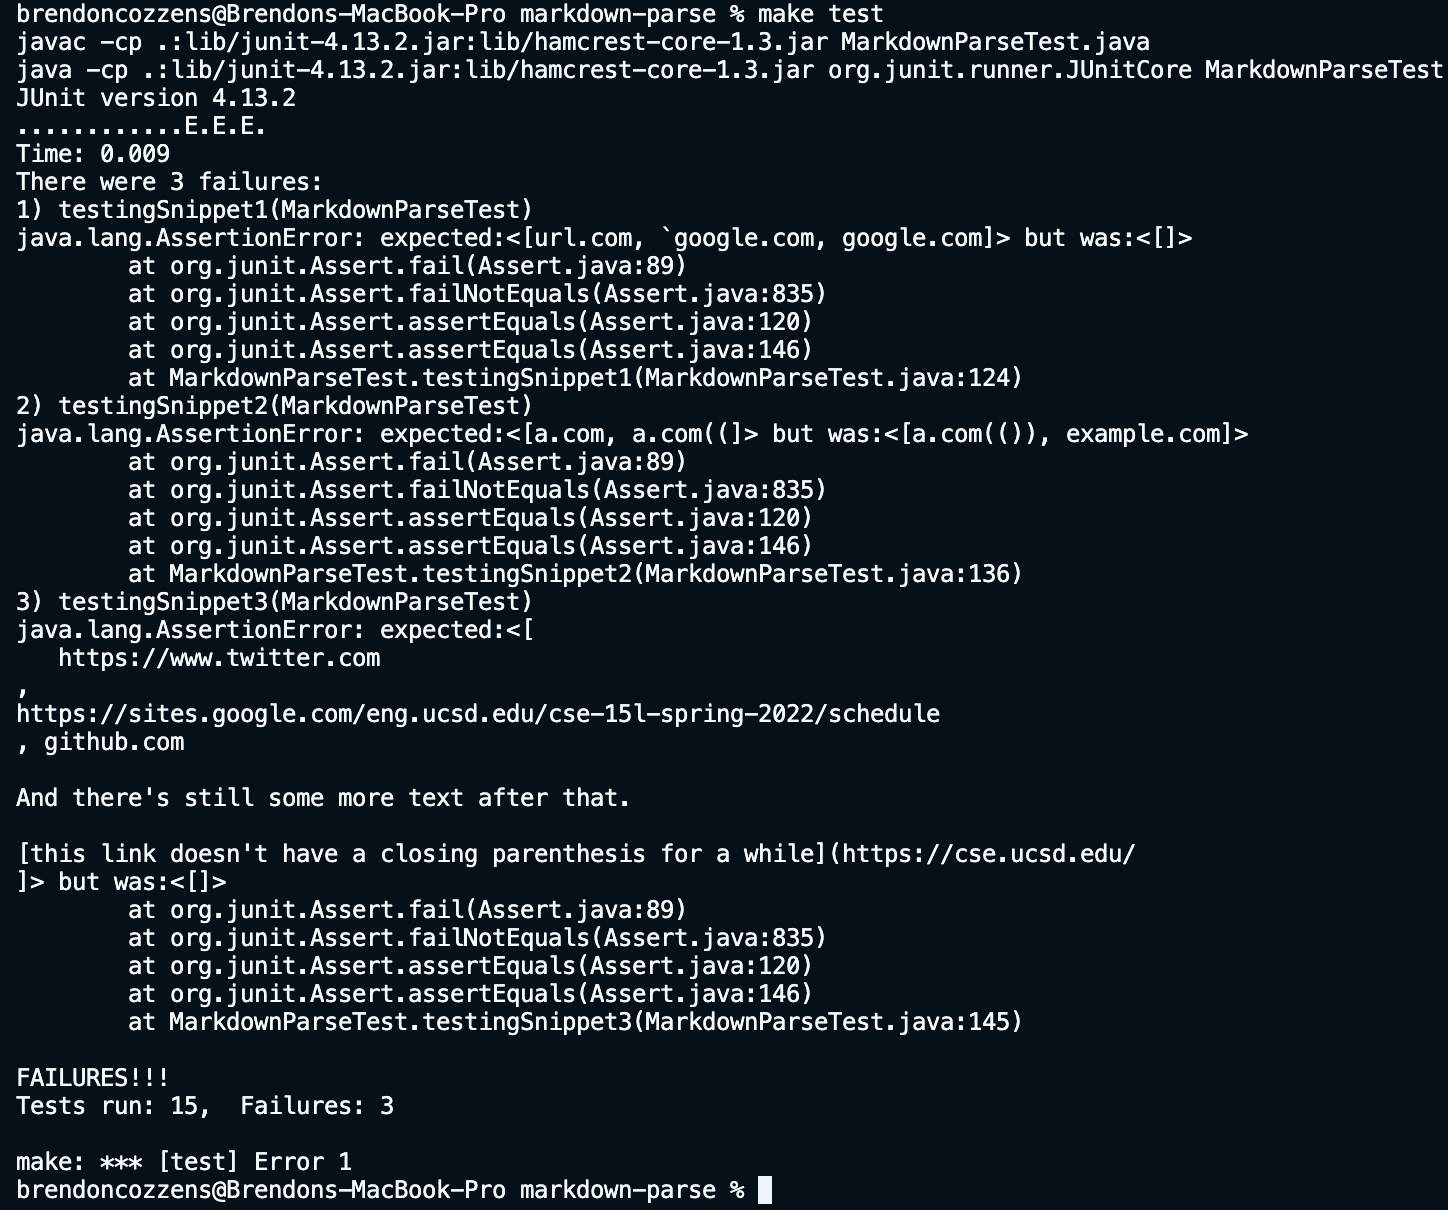 brendoncozzens@Brendons-MacBook-Pro markdown-parse % make test
javac -cp .:lib/junit-4.13.2.jar:lib/hamcrest-core-1.3.jar MarkdownParseTest.java
java -cp .:lib/junit-4.13.2.jar:lib/hamcrest-core-1.3.jar org.junit.runner.JUnitCore MarkdownParseTest
JUnit version 4.13.2
............E.E.E.
Time: 0.009
There were 3 failures:
1) testingSnippet1(MarkdownParseTest)
java.lang.AssertionError: expected:<[url.com, `google.com, google.com]> but was:<[]>
        at org.junit.Assert.fail(Assert.java:89)
        at org.junit.Assert.failNotEquals(Assert.java:835)
        at org.junit.Assert.assertEquals(Assert.java:120)
        at org.junit.Assert.assertEquals(Assert.java:146)
        at MarkdownParseTest.testingSnippet1(MarkdownParseTest.java:124)
2) testingSnippet2(MarkdownParseTest)
java.lang.AssertionError: expected:<[a.com, a.com((]> but was:<[a.com(()), example.com]>
        at org.junit.Assert.fail(Assert.java:89)
        at org.junit.Assert.failNotEquals(Assert.java:835)
        at org.junit.Assert.assertEquals(Assert.java:120)
        at org.junit.Assert.assertEquals(Assert.java:146)
        at MarkdownParseTest.testingSnippet2(MarkdownParseTest.java:136)
3) testingSnippet3(MarkdownParseTest)
java.lang.AssertionError: expected:<[
   https://www.twitter.com
,
https://sites.google.com/eng.ucsd.edu/cse-15l-spring-2022/schedule
, github.com

And there's still some more text after that.

[this link doesn't have a closing parenthesis for a while](https://cse.ucsd.edu/
]> but was:<[]>
        at org.junit.Assert.fail(Assert.java:89)
        at org.junit.Assert.failNotEquals(Assert.java:835)
        at org.junit.Assert.assertEquals(Assert.java:120)
        at org.junit.Assert.assertEquals(Assert.java:146)
        at MarkdownParseTest.testingSnippet3(MarkdownParseTest.java:145)

FAILURES!!!
Tests run: 15,  Failures: 3

make: *** [test] Error 1
brendoncozzens@Brendons-MacBook-Pro markdown-parse %